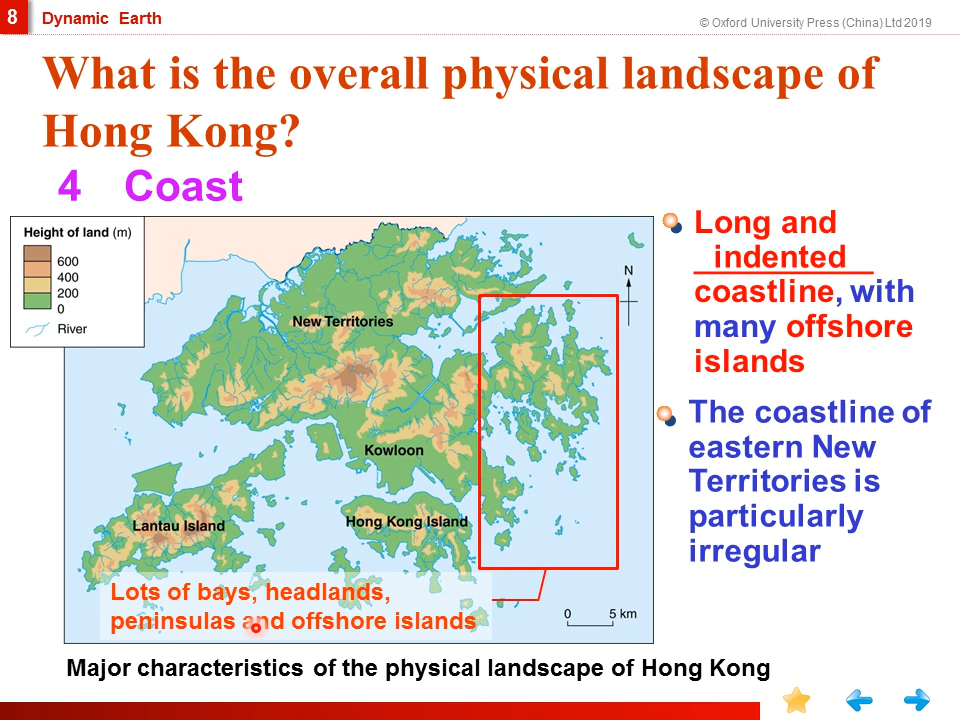 8
Dynamic Earth
© Oxford University Press (China) Ltd 2019
What is the overall physical landscape of
Hong Kong?
4 Coast
Height of land (m)
600
400
200
0
River
New Territories
N
Kowloon
Lantau Island
Hong Kong Island
Lots of bays, headlands,
peninsulas and offshore islands
0 5 km
Long and
indented
coastline, with
many offshore
islands
The coastline of
eastern New
Territories is
particularly
irregular
Major characteristics of the physical landscape of Hong Kong